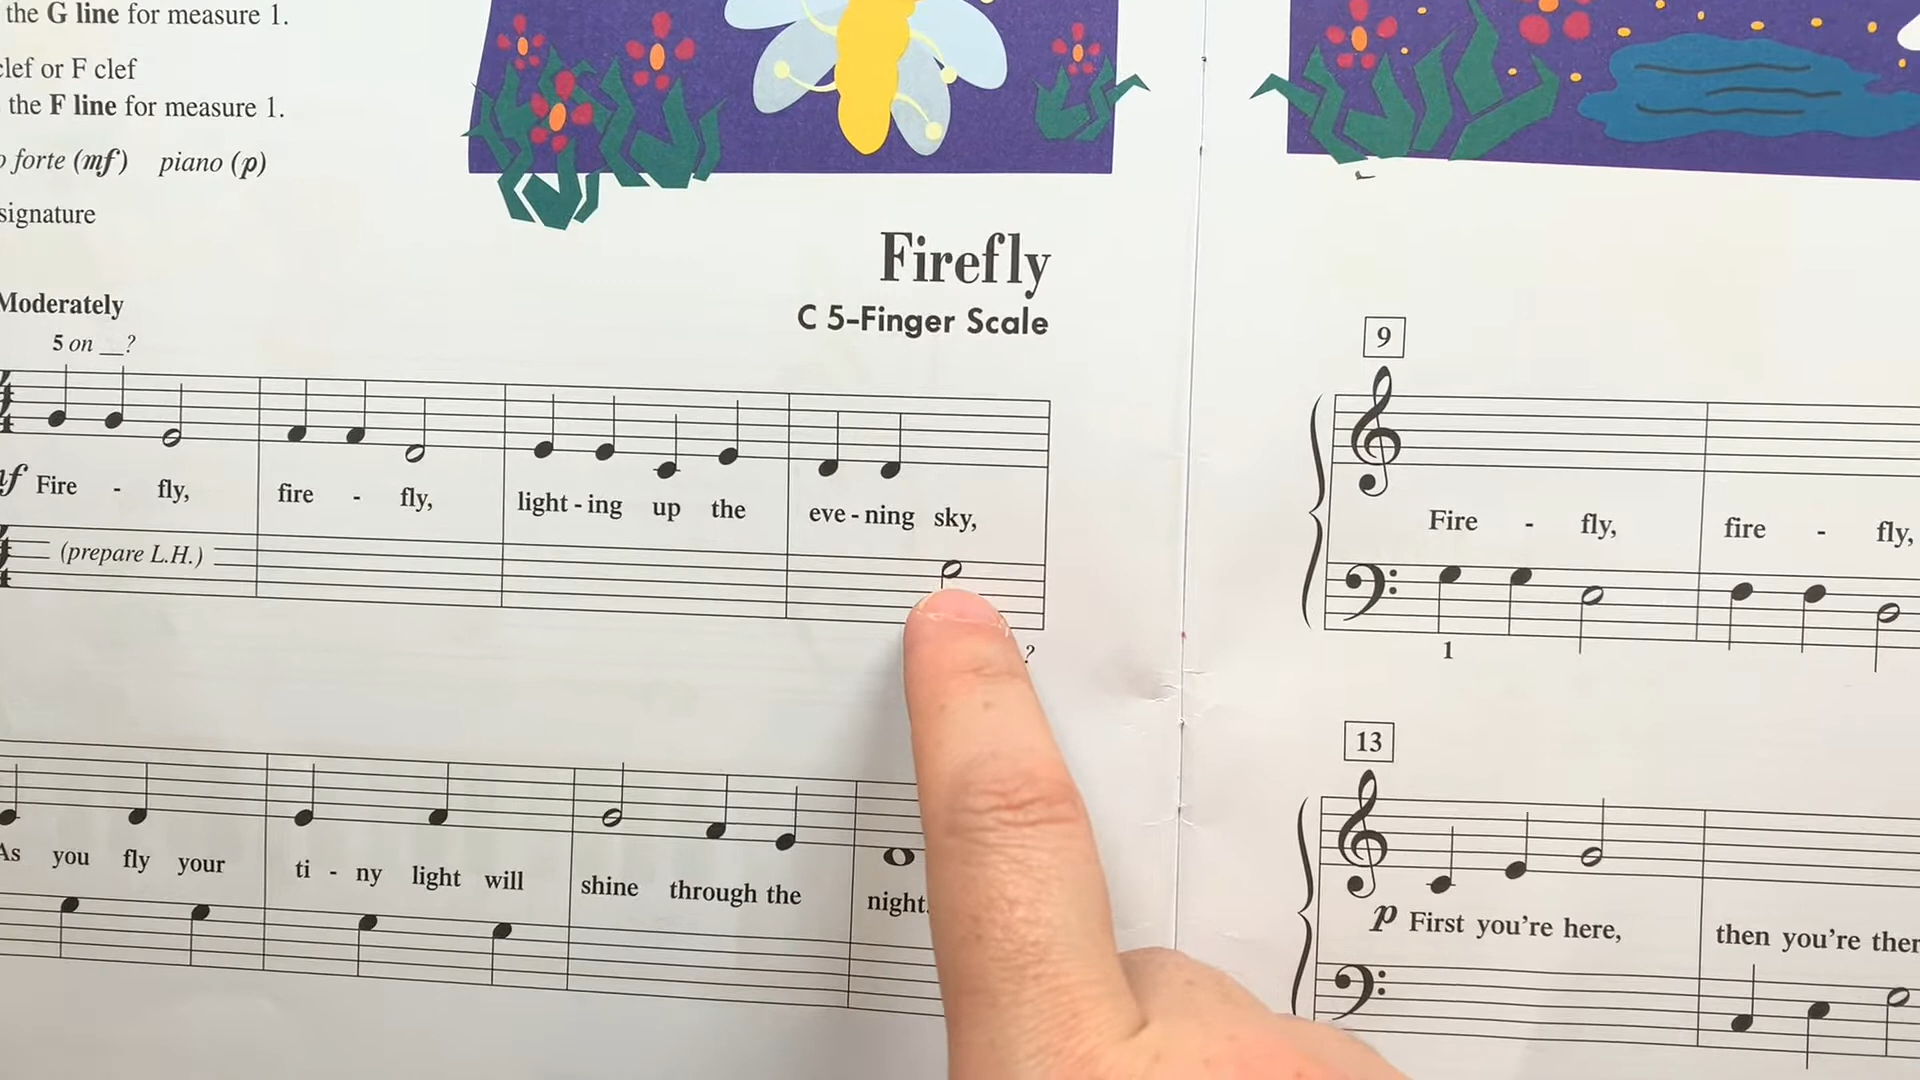 the G line for measure 1.
clef or F clef
the F line for measure 1.
forte (mf) piano (p)
signature
Firefly
C 5-Finger Scale
Moderately
5 on __?
mf Fire - fly, fire - fly, light - ing up the eve - ning sky,
(prepare L.H.)
?
As you fly your ti - ny light will shine through the night.
9
Fire - fly, fire - fly,
1
13
p First you're here, then you're